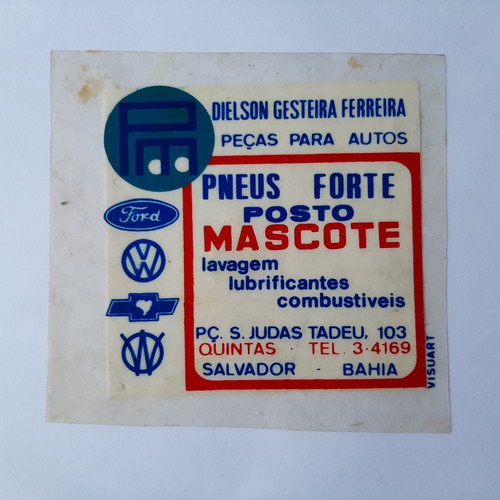 DIELSON GESTEIRA FERREIRA
PEÇAS PARA AUTOS
PNEUS FORTE
POSTO
MASCOTE
lavagem
lubrificantes
combustiveis
PÇ. S. JUDAS TADEU, 103
QUINTAS · TEL. 3-4169
SALVADOR - BAHIA
Ford
VW
VISUART